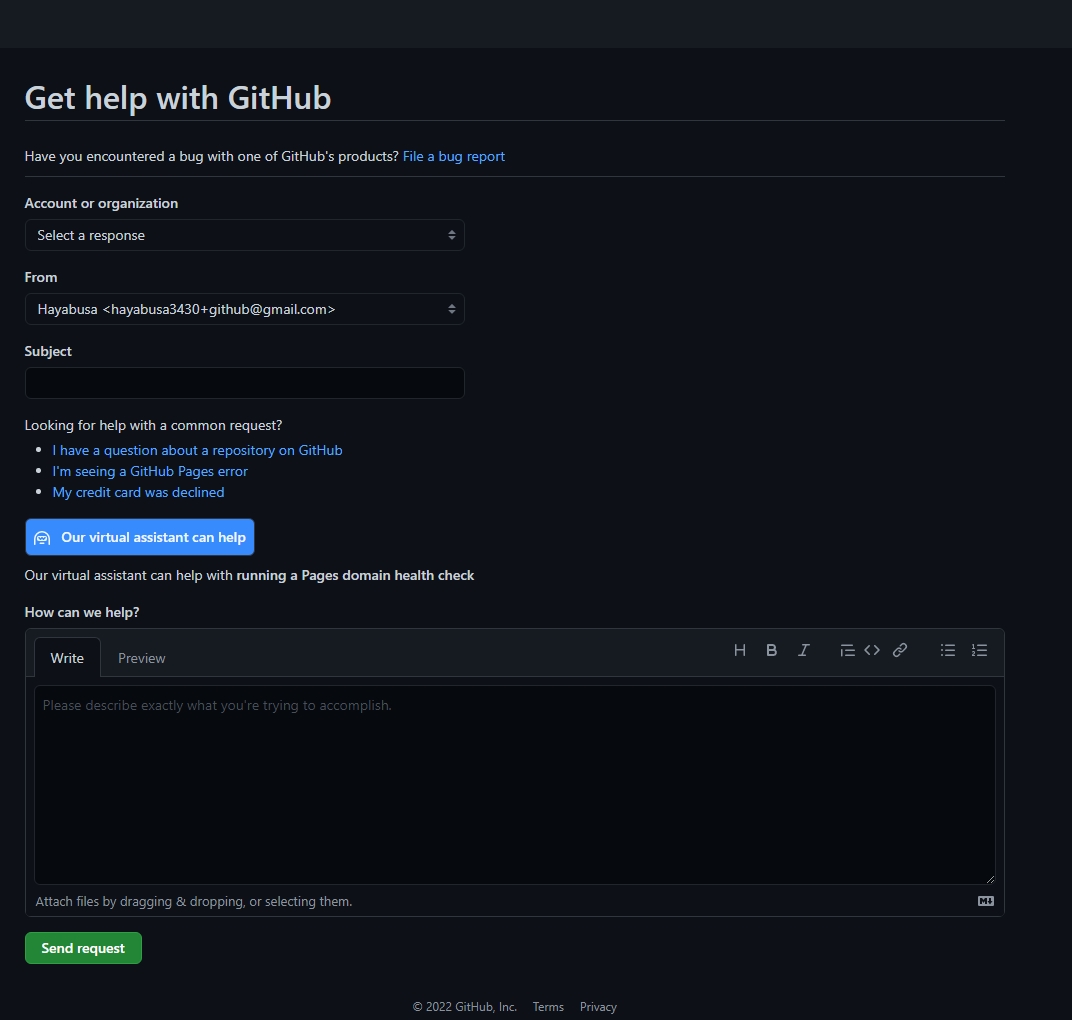 Get help with GitHub
Have you encountered a bug with one of GitHub's products? File a bug report
Account or organization
Select a response
From
Hayabusa <hayabusa3430+github@gmail.com>
Subject
Looking for help with a common request?
I have a question about a repository on GitHub
I'm seeing a GitHub Pages error
My credit card was declined
Our virtual assistant can help
Our virtual assistant can help with running a Pages domain health check
How can we help?
Write Preview
Please describe exactly what you're trying to accomplish.
Attach files by dragging & dropping, or selecting them.
Send request
© 2022 GitHub, Inc. Terms Privacy